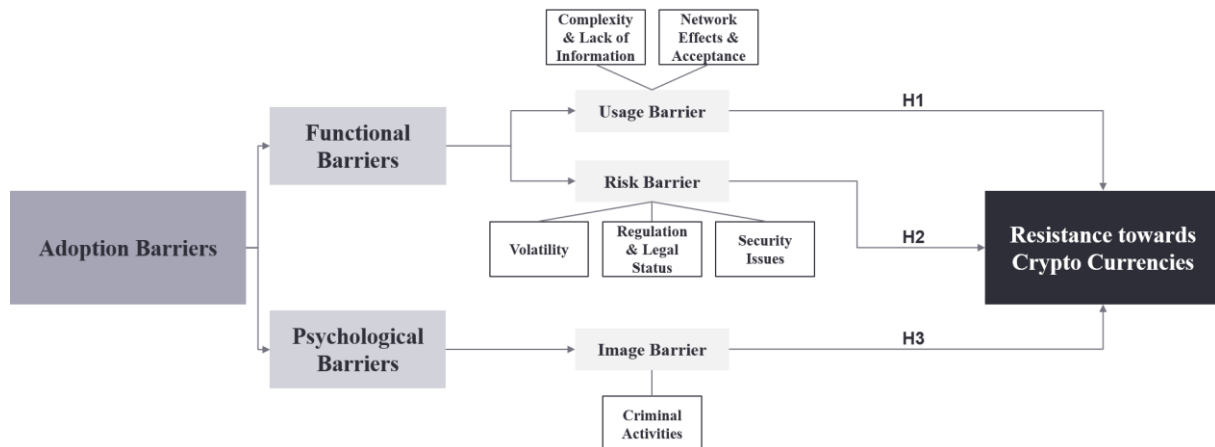 Complexity
& Lack of
Information
Network
Effects &
Acceptance
Usage Barrier
H1
Functional
Barriers
Risk Barrier
Volatility
Regulation
& Legal
Status
Security
Issues
H2
Adoption Barriers
Resistance towards
Crypto Currencies
Psychological
Barriers
Image Barrier
H3
Criminal
Activities